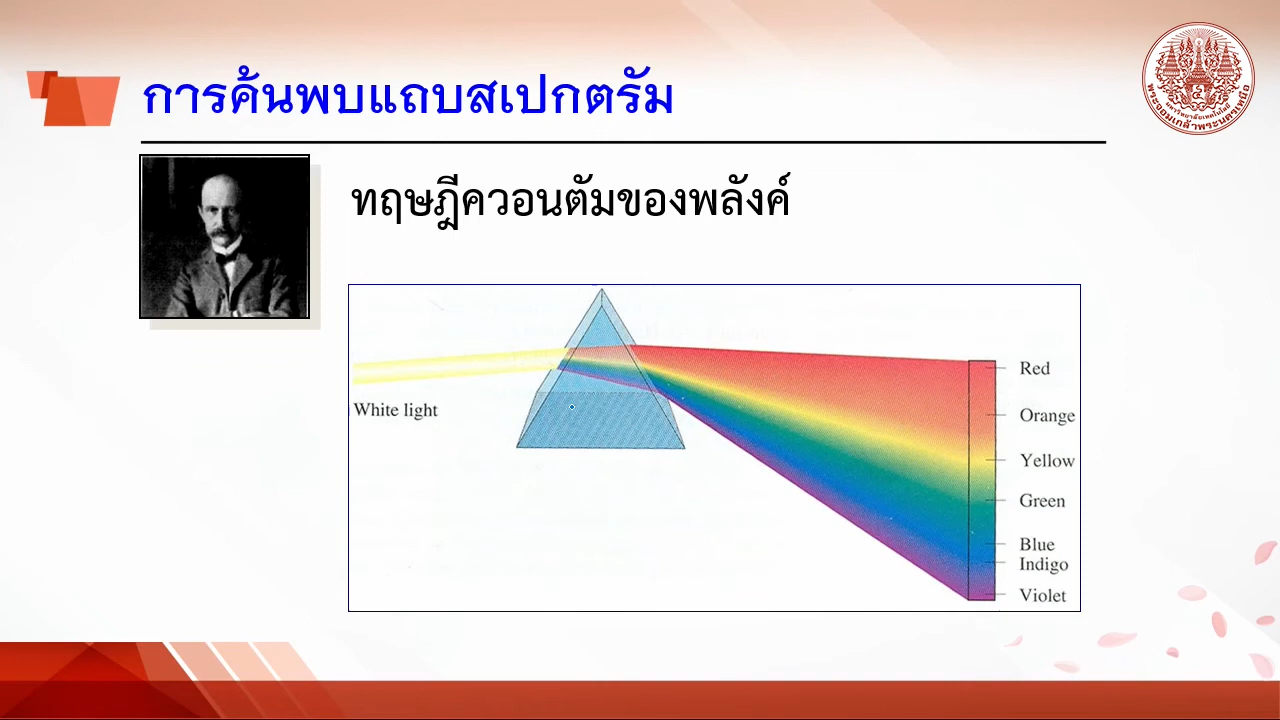 การค้นพบแถบสเปกตรัม
ทฤษฎีควอนตัมของพลังค์
White light
Red
Orange
Yellow
Green
Blue
Indigo
Violet